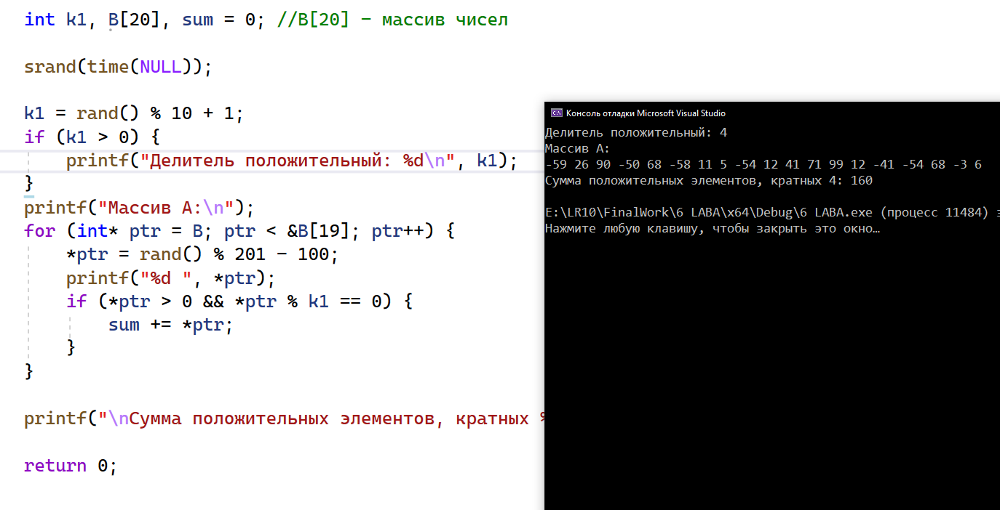 int k1, B[20], sum = 0; //B[20] - массив чисел
srand(time(NULL));
k1 = rand() % 10 + 1;
if (k1 > 0) {
printf("Делитель положительный: %d\n", k1);
}
printf("Массив A:\n");
for (int* ptr = B; ptr < &B[19]; ptr++) {
*ptr = rand() % 201 - 100;
printf("%d ", *ptr);
if (*ptr > 0 && *ptr % k1 == 0) {
sum += *ptr;
}
}
printf("\nСумма положительных элементов, кратных
return 0;
Консоль отладки Microsoft Visual Studio
Делитель положительный: 4
Массив A:
-59 26 90 -50 68 -58 11 5 -54 12 41 71 99 12 -41 -54 68 -3 6
Сумма положительных элементов, кратных 4: 160
E:\LR10\FinalWork\6 LABA\x64\Debug\6 LABA.exe (процесс 11484)
Нажмите любую клавишу, чтобы закрыть это окно…